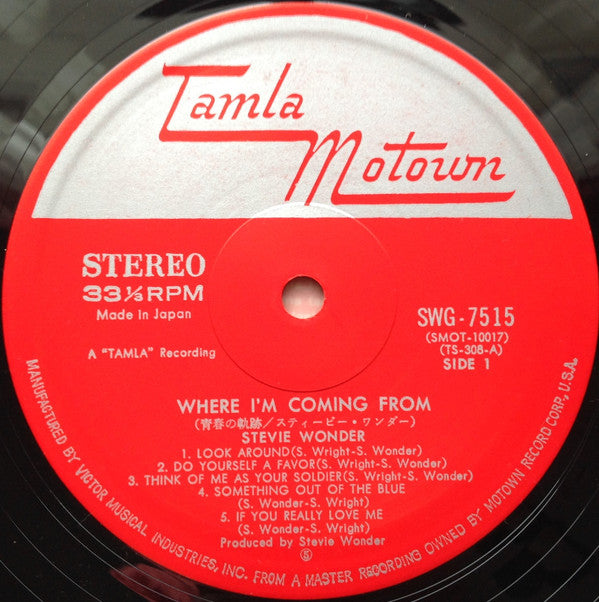 Tamla
Motown
STEREO
33⅓RPM
Made in Japan
A "TAMLA" Recording
SWG-7515
(SMOT-10017)
(TS-308-A)
SIDE 1
WHERE I'M COMING FROM
(青春の軌跡/スティービー・ワンダー)
STEVIE WONDER
1. LOOK AROUND(S. Wright-S. Wonder)
2. DO YOURSELF A FAVOR(S. Wright-S. Wonder)
3. THINK OF ME AS YOUR SOLDIER(S. Wright-S. Wonder)
4. SOMETHING OUT OF THE BLUE
(S. Wonder-S. Wright)
5. IF YOU REALLY LOVE ME
(S. Wonder-S. Wright)
Produced by Stevie Wonder
Ⓢ
MANUFACTURED BY VICTOR MUSICAL INDUSTRIES, INC. FROM A MASTER RECORDING OWNED BY MOTOWN RECORD CORP., U.S.A.